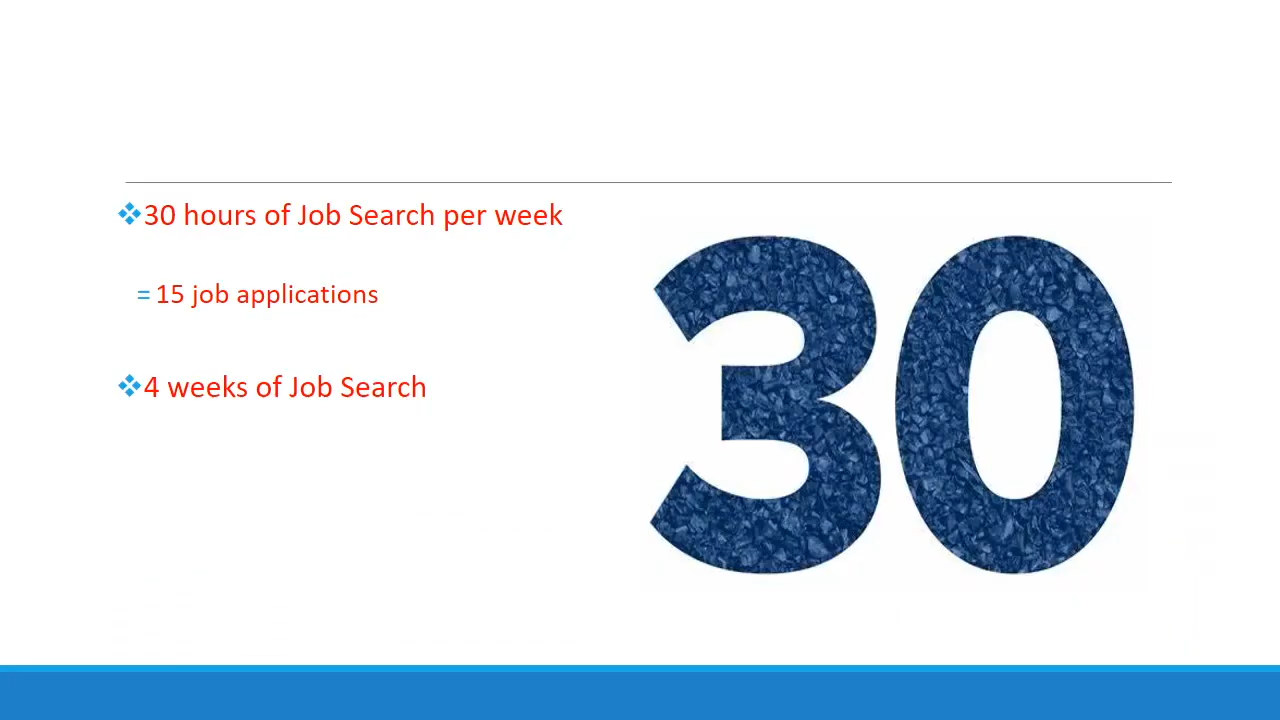 ❖30 hours of Job Search per week
= 15 job applications
❖4 weeks of Job Search
30